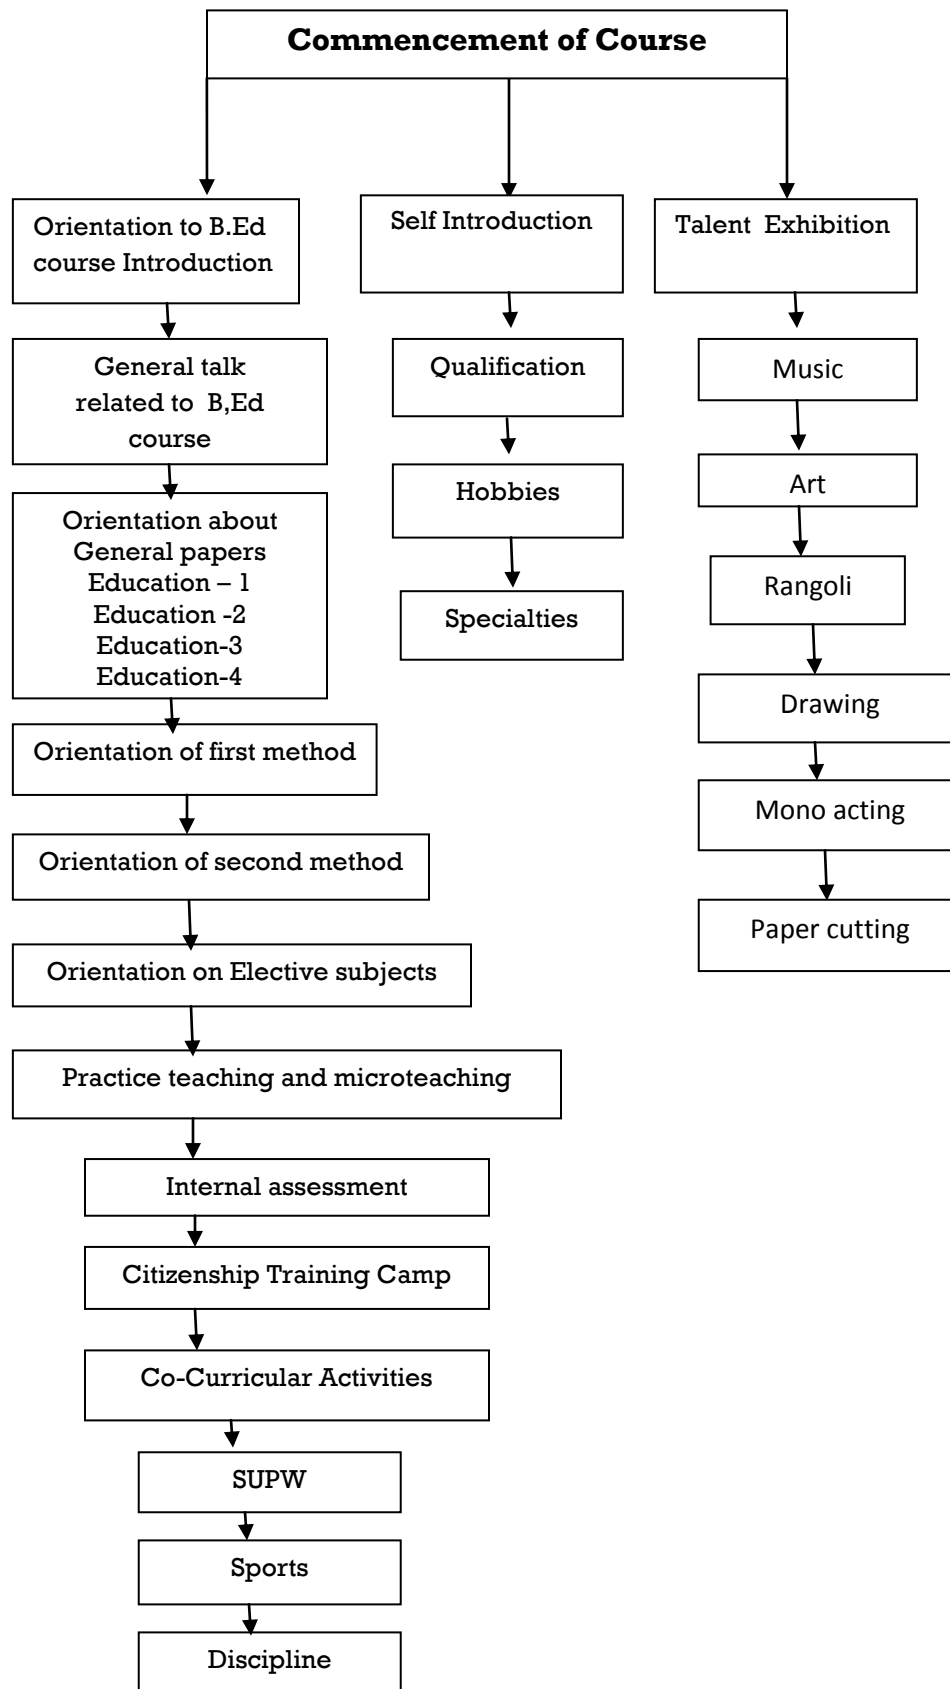 Commencement of Course
Orientation to B.Ed
course Introduction
General talk
related to B,Ed
course
Orientation about
General papers
Education – 1
Education -2
Education-3
Education-4
Orientation of first method
Orientation of second method
Orientation on Elective subjects
Practice teaching and microteaching
Internal assessment
Citizenship Training Camp
Co-Curricular Activities
SUPW
Sports
Discipline
Self Introduction
Qualification
Hobbies
Specialties
Talent Exhibition
Music
Art
Rangoli
Drawing
Mono acting
Paper cutting